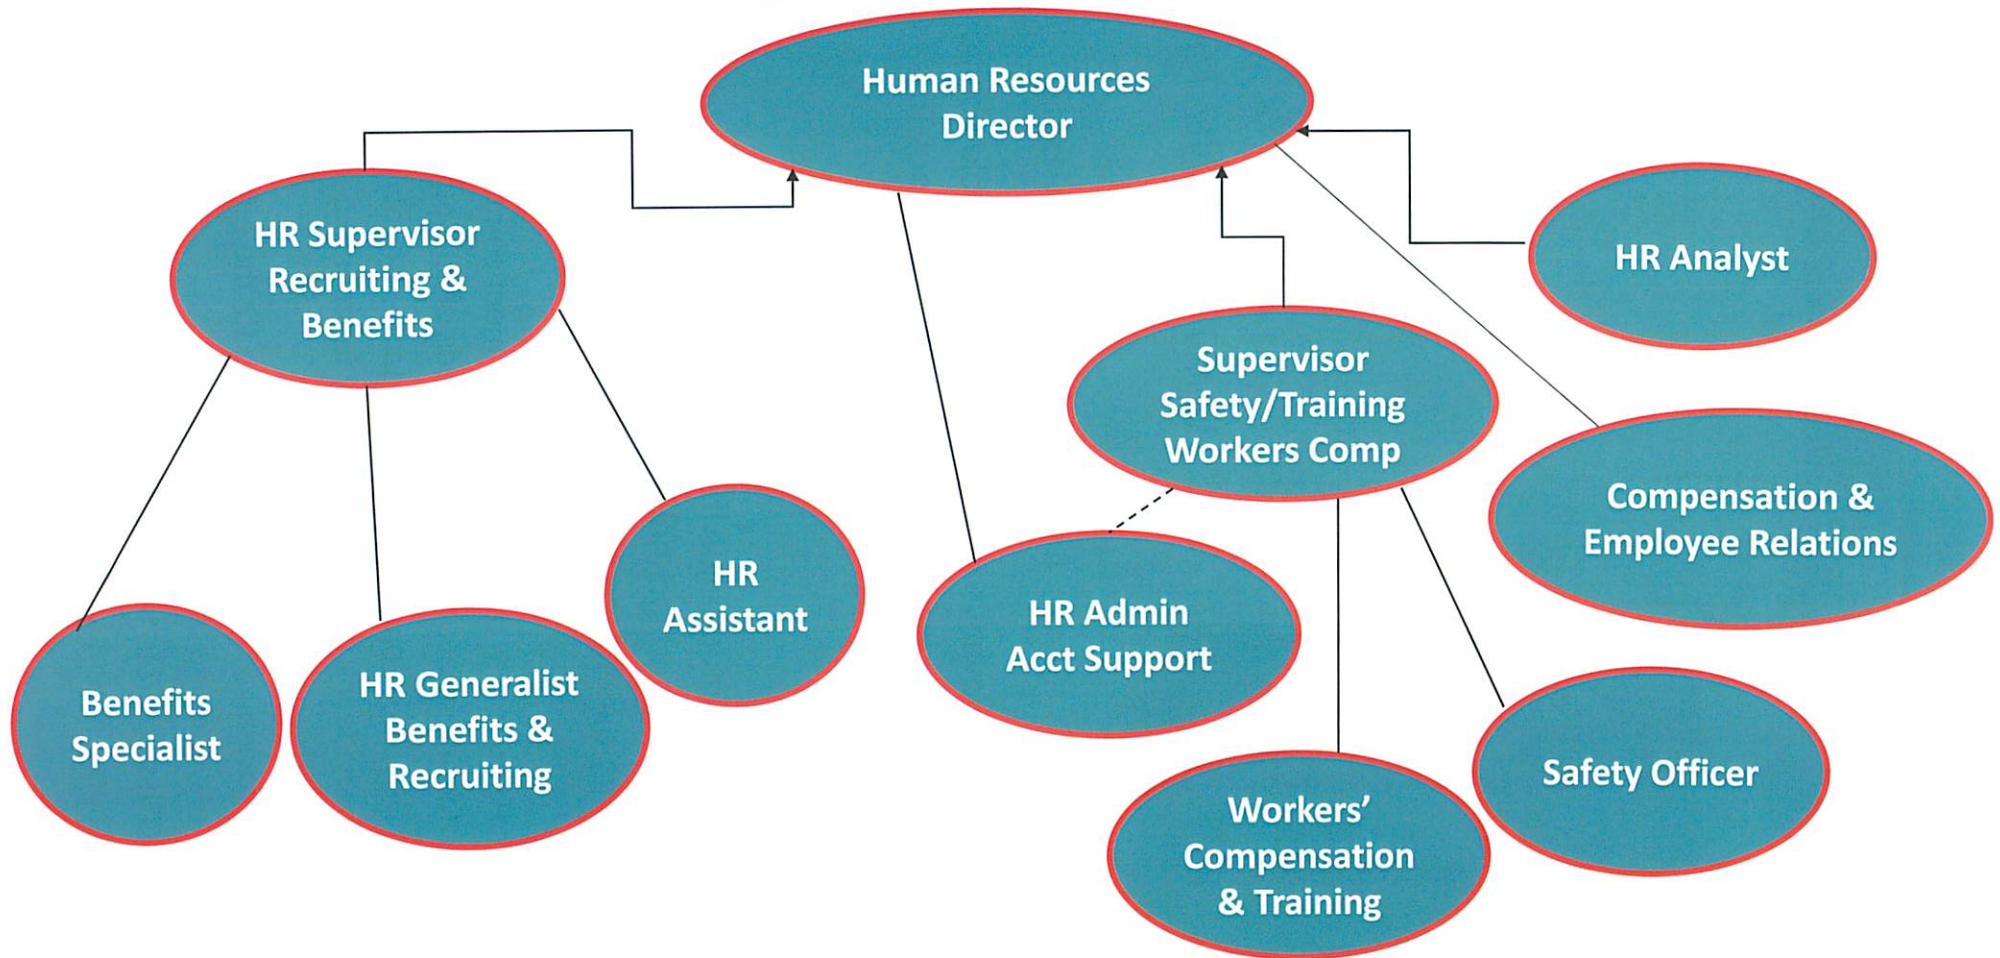 Human Resources
Director
HR Supervisor
Recruiting &
Benefits
HR Analyst
Supervisor
Safety/Training
Workers Comp
Compensation &
Employee Relations
HR
Assistant
HR Admin
Acct Support
Benefits
Specialist
HR Generalist
Benefits &
Recruiting
Safety Officer
Workers’
Compensation
& Training